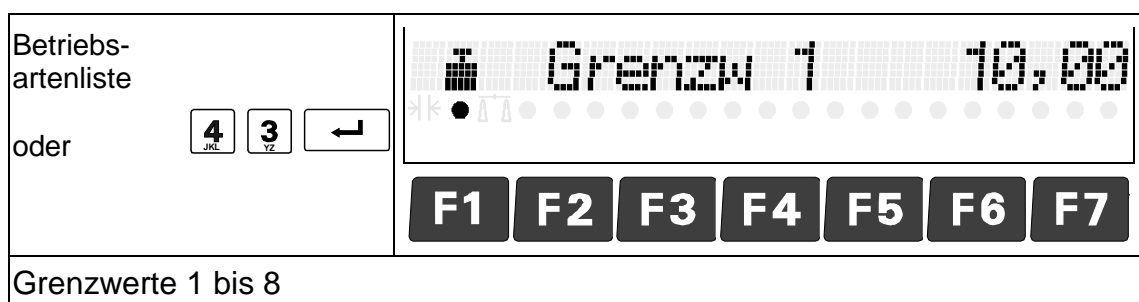 Betriebs-
artenliste
oder
4 JKL 3 YZ
Grenzw 1 10,00
F1 F2 F3 F4 F5 F6 F7
Grenzwerte 1 bis 8